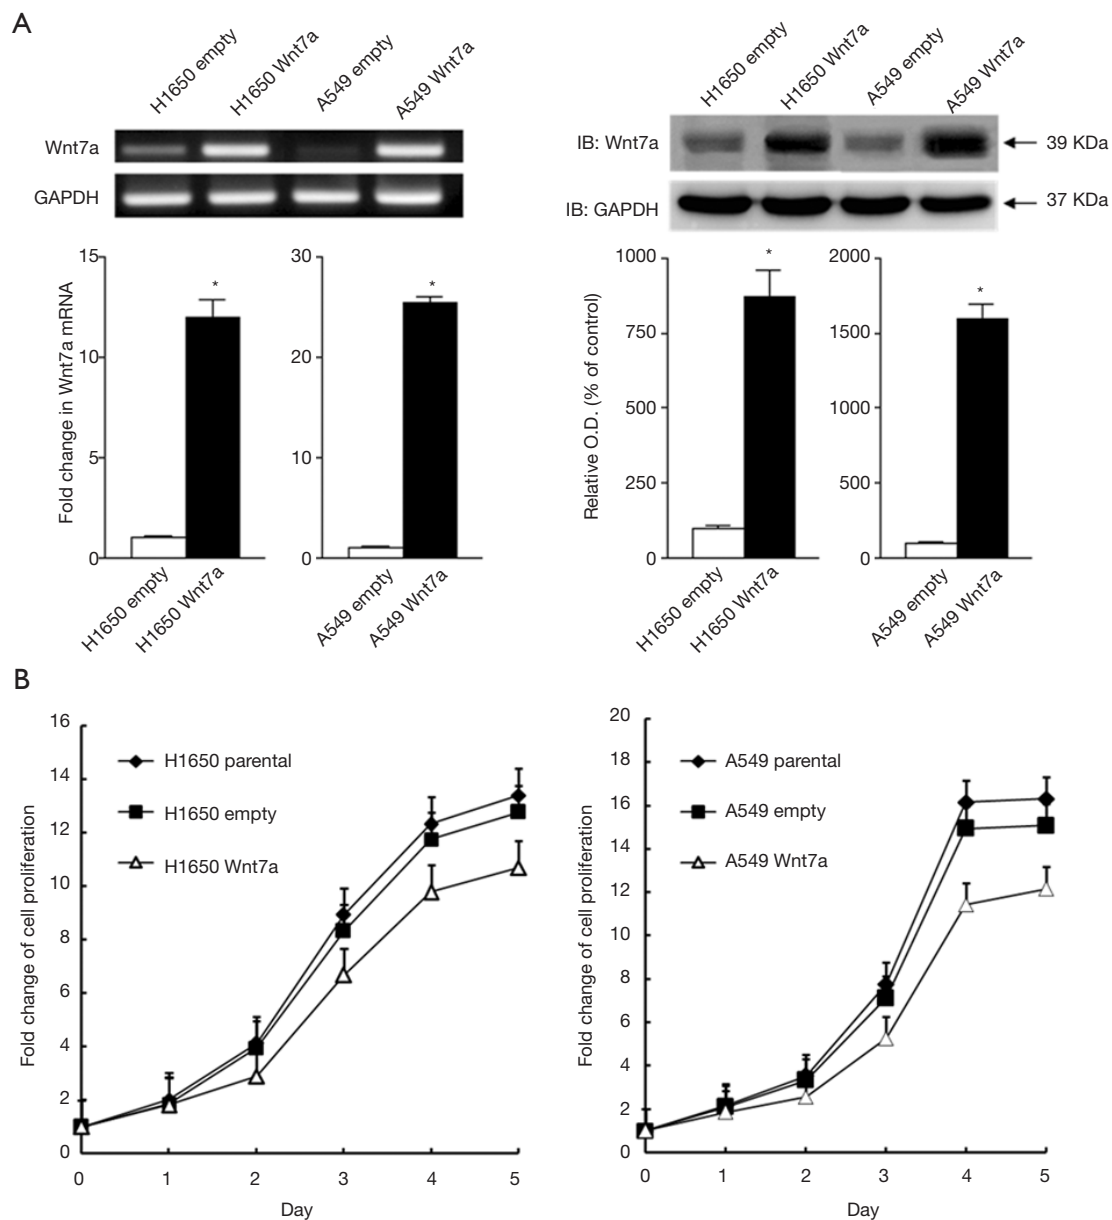 A
H1650 empty
H1650 Wnt7a
A549 empty
A549 Wnt7a
Wnt7a
GAPDH
H1650 empty
H1650 Wnt7a
A549 empty
A549 Wnt7a
IB: Wnt7a
39 KDa
IB: GAPDH
37 KDa
Fold change in Wnt7a mRNA
15
10
5
0
*
H1650 empty
H1650 Wnt7a
30
20
10
0
*
A549 empty
A549 Wnt7a
Relative O.D. (% of control)
1000
750
500
250
0
*
H1650 empty
H1650 Wnt7a
2000
1500
1000
500
0
*
A549 empty
A549 Wnt7a
B
Fold change of cell proliferation
16
14
12
10
8
6
4
2
0
H1650 parental
H1650 empty
H1650 Wnt7a
0 1 2 3 4 5
Day
Fold change of cell proliferation
20
18
16
14
12
10
8
6
4
2
0
A549 parental
A549 empty
A549 Wnt7a
0 1 2 3 4 5
Day